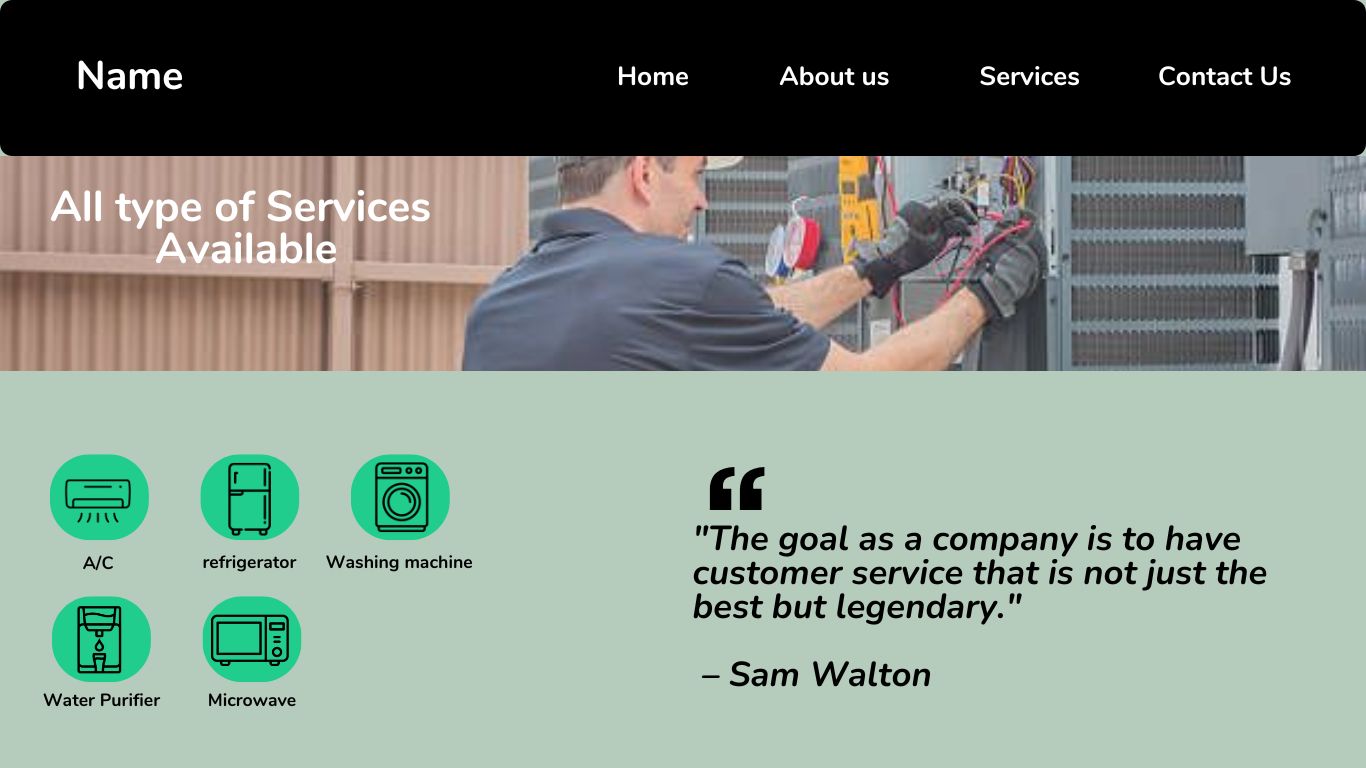 Name
Home
About us
Services
Contact Us
All type of Services
Available
A/C
refrigerator
Washing machine
Water Purifier
Microwave
❝
"The goal as a company is to have
customer service that is not just the
best but legendary."
– Sam Walton